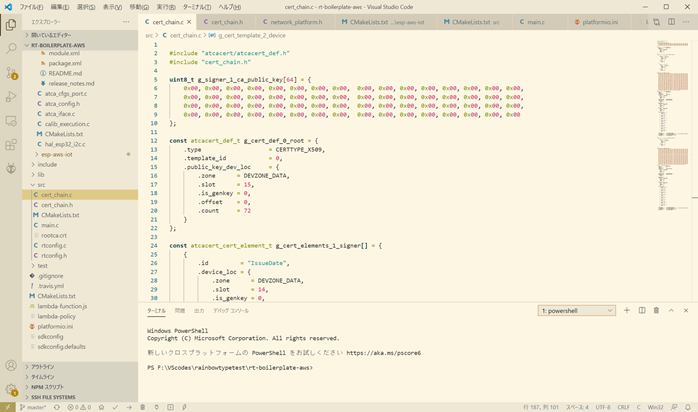 ファイル(F) 編集(E) 選択(S) 表示(V) 移動(G) 実行(R) ターミナル(T) ヘルプ(H) cert_chain.c - rt-boilerplate-aws - Visual Studio Code
エクスプローラー
cert_chain.c cert_chain.h network_platform.h CMakeLists.txt ...\esp-aws-iot CMakeLists.txt src main.c platformio.ini
開いているエディター
RT-BOILERPLATE-AWS
module.xml
package.xml
README.md
release_notes.md
atca_cfgs_port.c
atca_config.h
atca_iface.c
calib_execution.c
CMakeLists.txt
hal_esp32_i2c.c
esp-aws-iot
include
lib
src
cert_chain.c
cert_chain.h
CMakeLists.txt
main.c
rootca.crt
rtconfig.c
rtconfig.h
test
.gitignore
.travis.yml
CMakeLists.txt
lambda-function.js
lambda-policy
platformio.ini
sdkconfig
sdkconfig.defaults
アウトライン
タイムライン
NPM スクリプト
SSH FILE SYSTEMS
src > cert_chain.c > g_cert_template_2_device
1
2 #include "atcacert/atcacert_def.h"
3 #include "cert_chain.h"
4
5 uint8_t g_signer_1_ca_public_key[64] = {
6 0x00, 0x00, 0x00, 0x00, 0x00, 0x00, 0x00, 0x00, 0x00, 0x00, 0x00, 0x00, 0x00, 0x00, 0x00, 0x00,
7 0x00, 0x00, 0x00, 0x00, 0x00, 0x00, 0x00, 0x00, 0x00, 0x00, 0x00, 0x00, 0x00, 0x00, 0x00, 0x00,
8 0x00, 0x00, 0x00, 0x00, 0x00, 0x00, 0x00, 0x00, 0x00, 0x00, 0x00, 0x00, 0x00, 0x00, 0x00, 0x00,
9 0x00, 0x00, 0x00, 0x00, 0x00, 0x00, 0x00, 0x00, 0x00, 0x00, 0x00, 0x00, 0x00, 0x00, 0x00, 0x00
10 };
11
12 const atcacert_def_t g_cert_def_0_root = {
13 .type = CERTTYPE_X509,
14 .template_id = 0,
15 .public_key_dev_loc = {
16 .zone = DEVZONE_DATA,
17 .slot = 15,
18 .is_genkey = 0,
19 .offset = 0,
20 .count = 72
21 }
22 };
23
24 const atcacert_cert_element_t g_cert_elements_1_signer[] = {
25 {
26 .id = "IssueDate",
27 .device_loc = {
28 .zone = DEVZONE_DATA,
29 .slot = 14,
30 .is_genkey = 0,
ターミナル 問題 出力 デバッグ コンソール 1: powershell
Windows PowerShell
Copyright (C) Microsoft Corporation. All rights reserved.
新しいクロスプラットフォームの PowerShell をお試しください https://aka.ms/pscore6
PS F:\VScodes\rainbowtypetest\rt-boilerplate-aws>
master* 0 0 行 187, 列 101 スペース: 4 UTF-8 CRLF C Win32